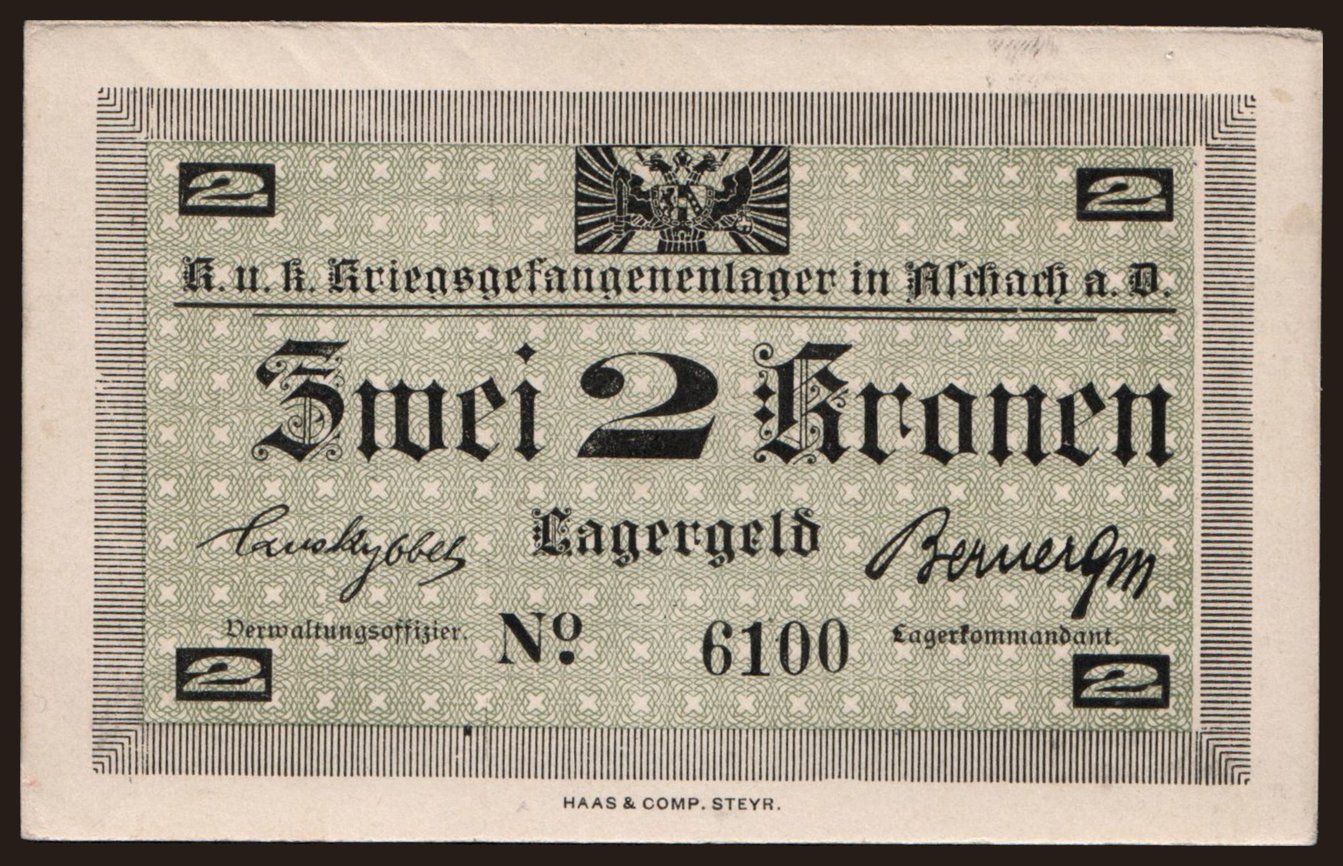 2 2
K. u. k. Kriegsgefangenenlager in Aschach a. D.
Zwei 2 Kronen
Lagergeld
Verwaltungsoffizier. Nº 6100 Lagerkommandant.
2 2
HAAS & COMP. STEYR.